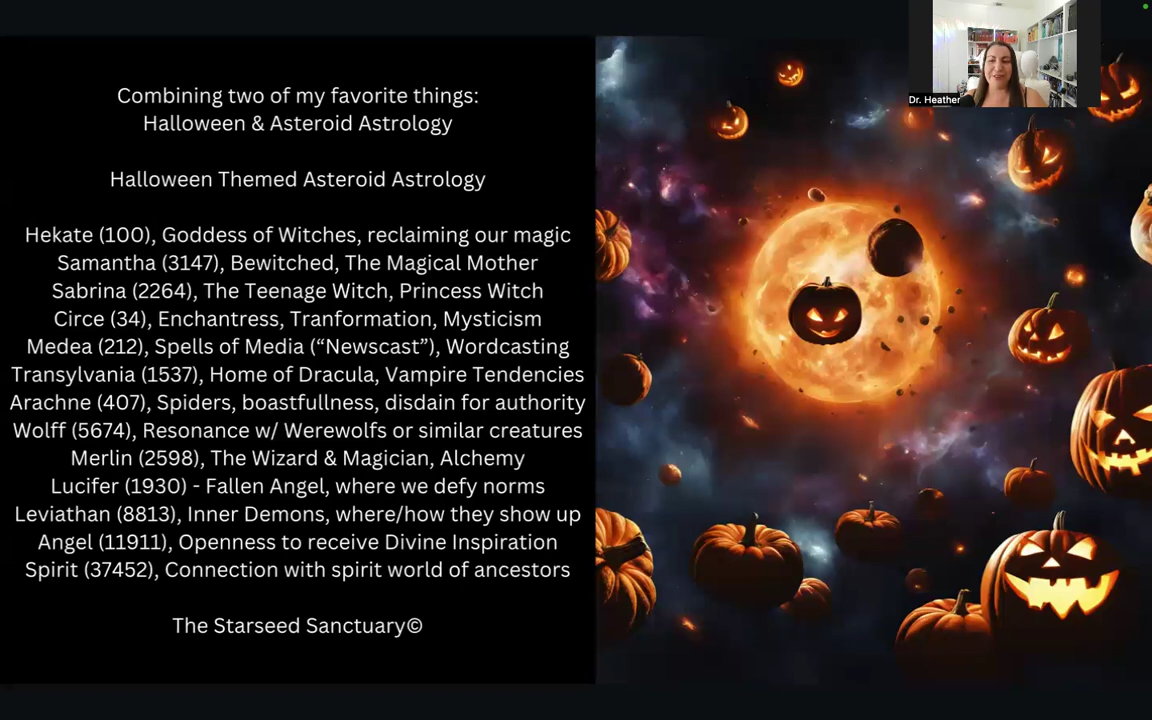 Combining two of my favorite things:
Halloween & Asteroid Astrology
Halloween Themed Asteroid Astrology
Hekate (100), Goddess of Witches, reclaiming our magic
Samantha (3147), Bewitched, The Magical Mother
Sabrina (2264), The Teenage Witch, Princess Witch
Circe (34), Enchantress, Tranformation, Mysticism
Medea (212), Spells of Media (“Newscast”), Wordcasting
Transylvania (1537), Home of Dracula, Vampire Tendencies
Arachne (407), Spiders, boastfullness, disdain for authority
Wolff (5674), Resonance w/ Werewolfs or similar creatures
Merlin (2598), The Wizard & Magician, Alchemy
Lucifer (1930) - Fallen Angel, where we defy norms
Leviathan (8813), Inner Demons, where/how they show up
Angel (11911), Openness to receive Divine Inspiration
Spirit (37452), Connection with spirit world of ancestors
The Starseed Sanctuary©
Dr. Heather